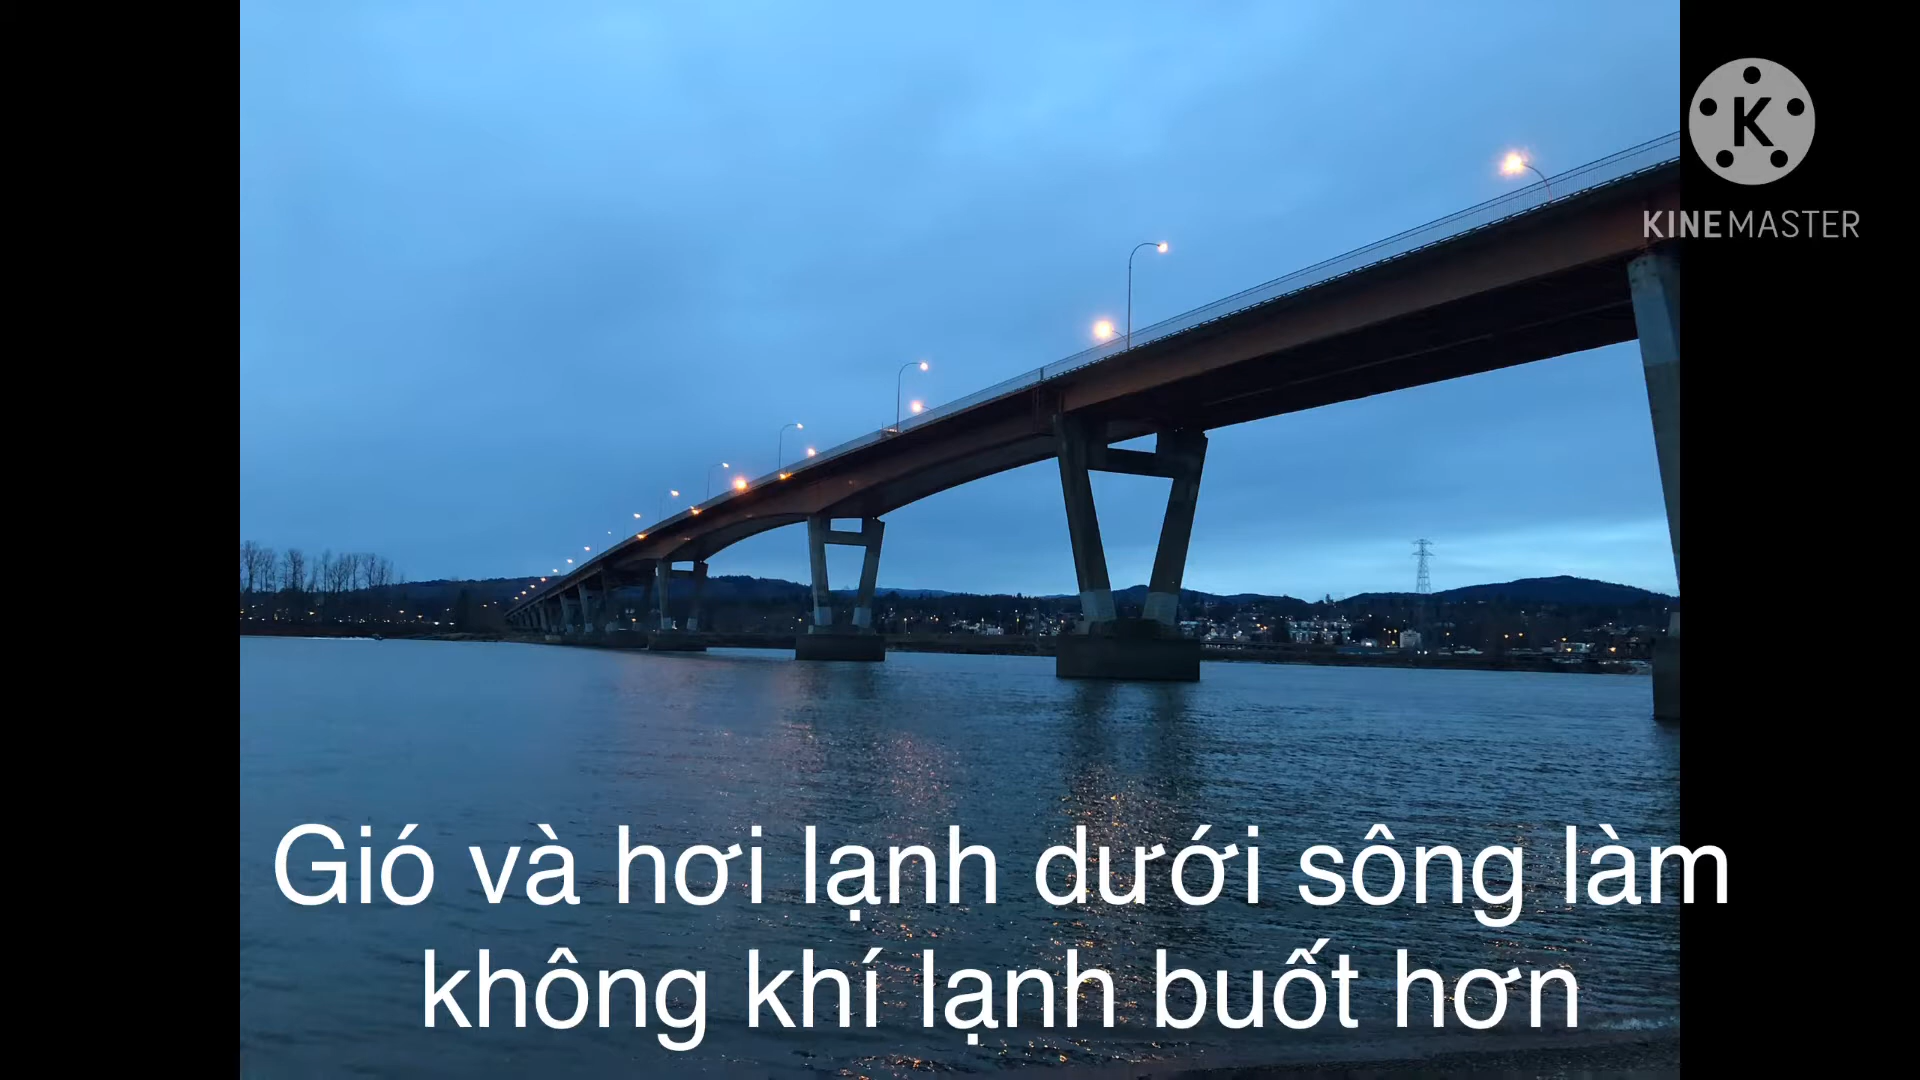 K
KINEMASTER
Gió và hơi lạnh dưới sông làm
không khí lạnh buốt hơn